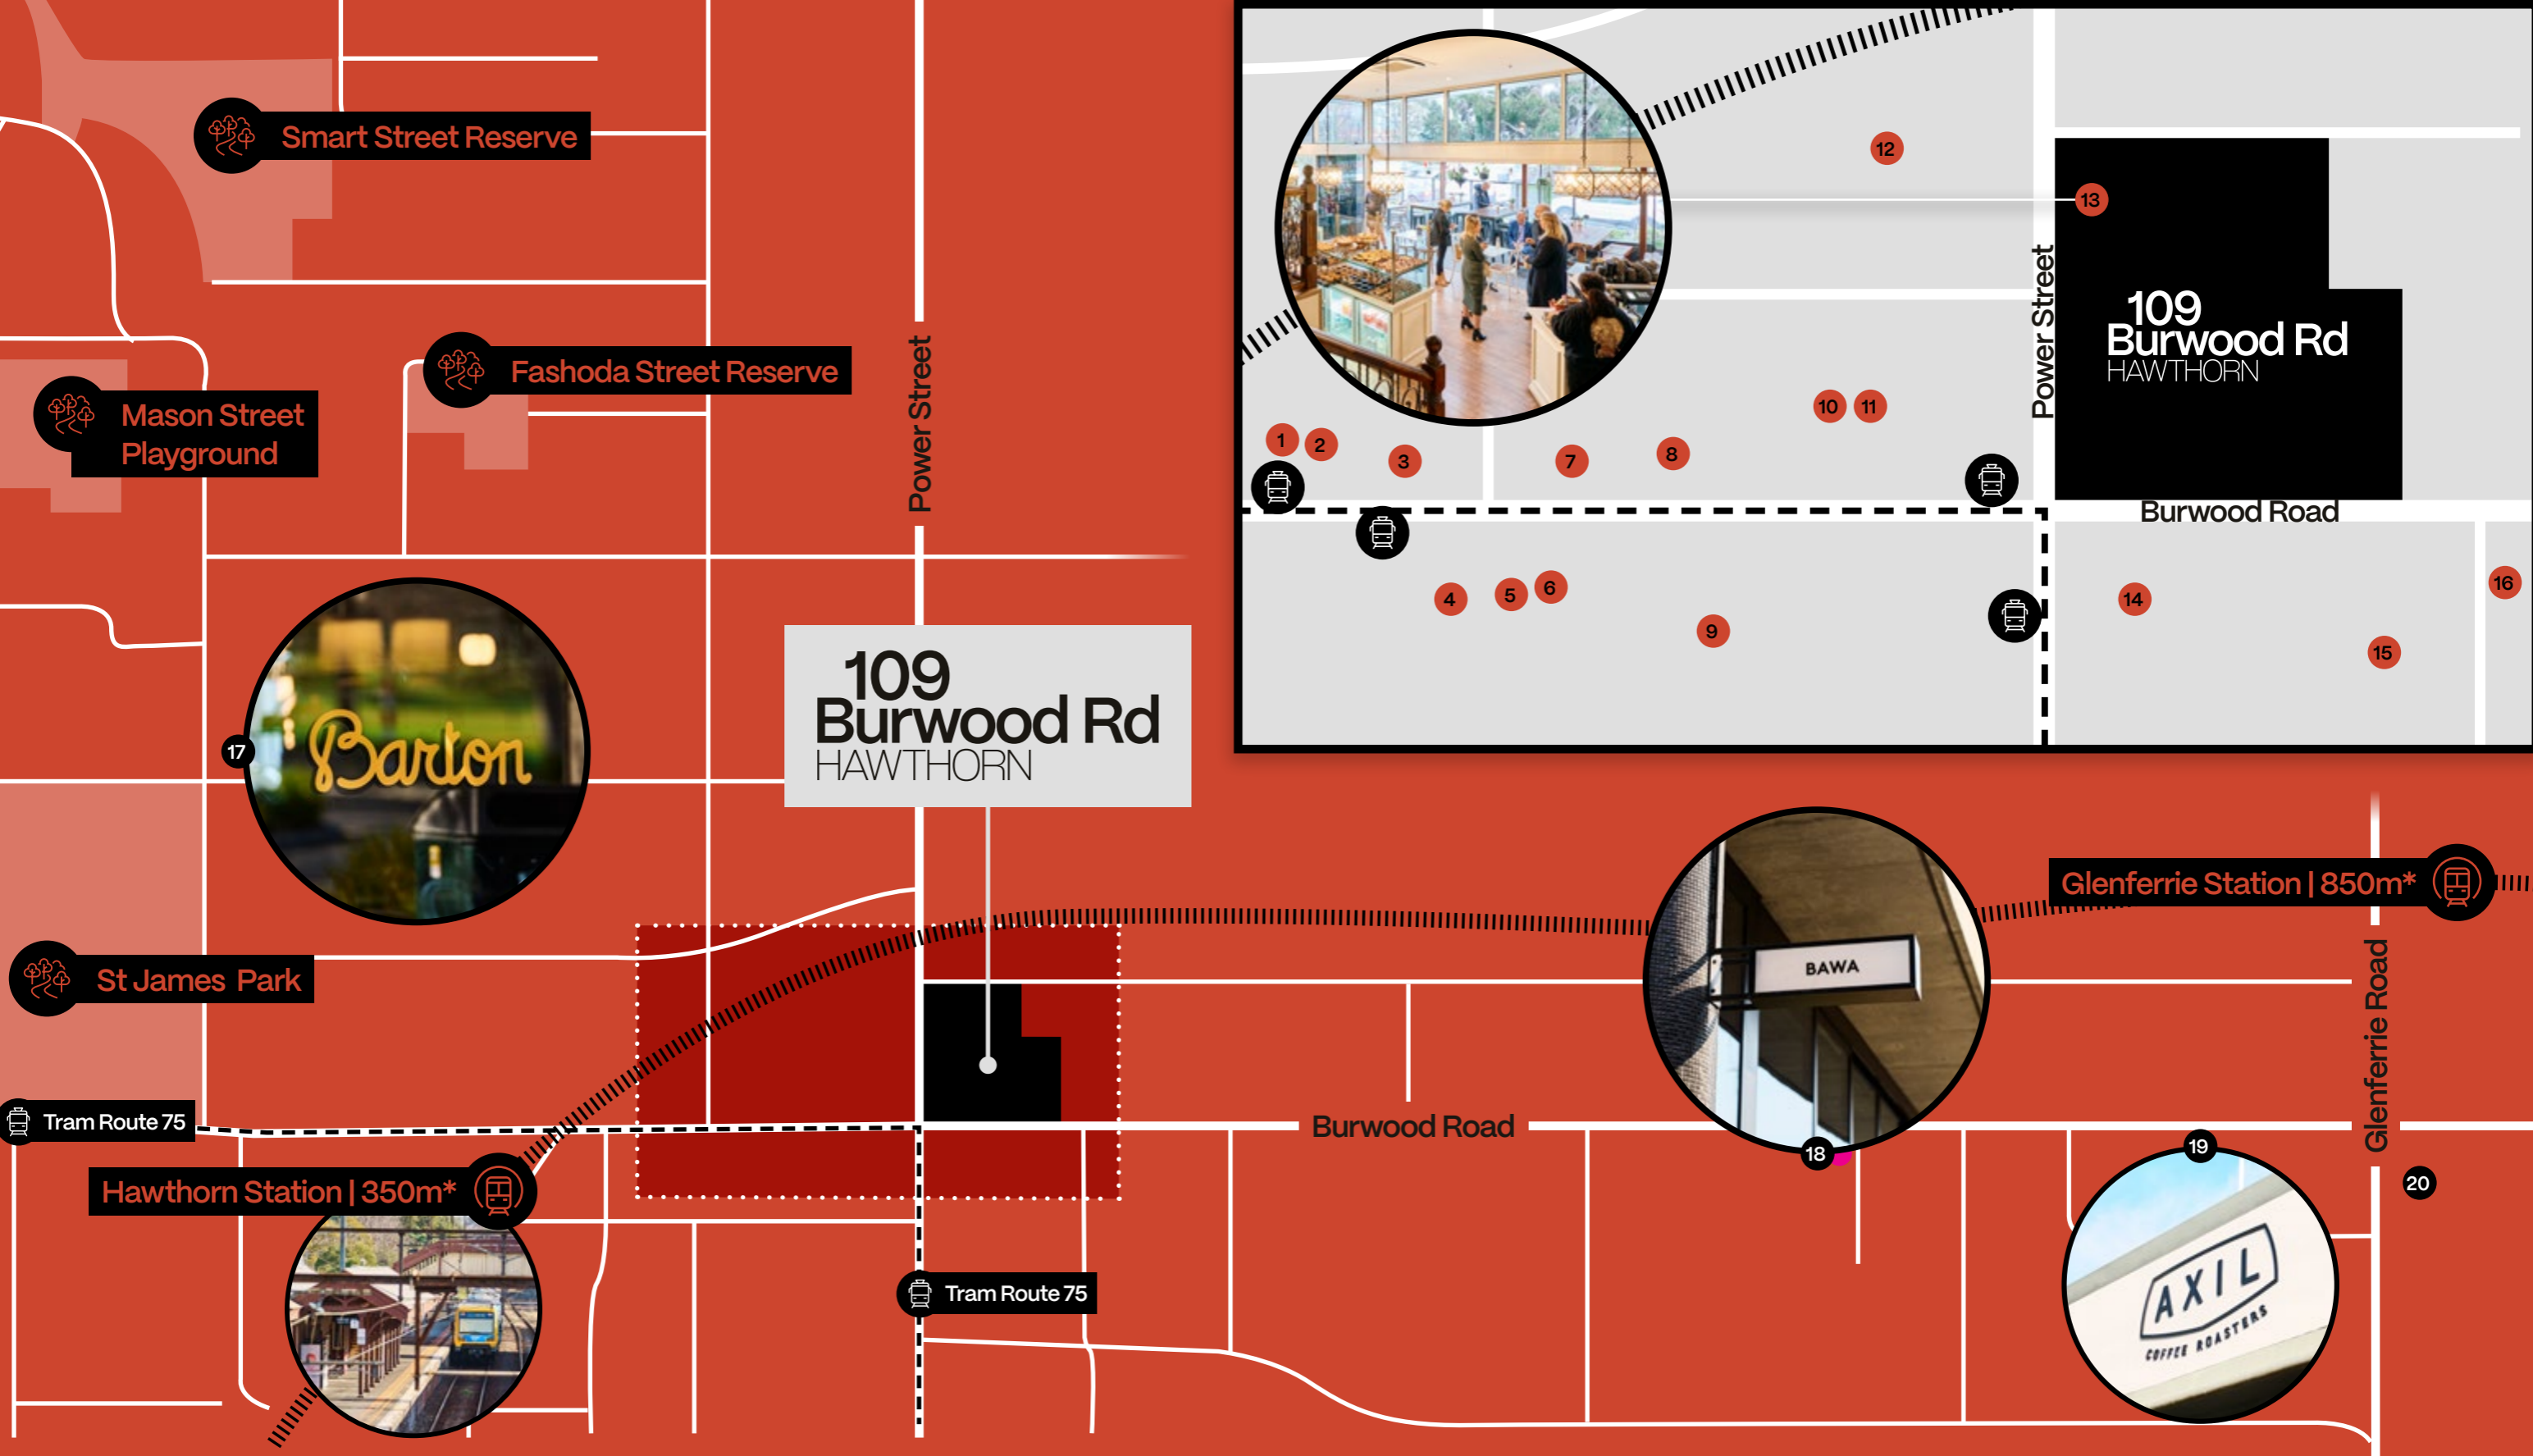 Smart Street Reserve
Fashoda Street Reserve
Mason Street
Playground
Power Street
Barton
17
109
Burwood Rd
HAWTHORN
St James Park
Tram Route 75
Hawthorn Station | 350m*
Tram Route 75
Burwood Road
BAWA
18
Glenferrie Station | 850m*
Glenferrie Road
19
20
AXIL
COFFEE ROASTERS
12
13
Power Street
109
Burwood Rd
HAWTHORN
10
11
1
2
3
7
8
Burwood Road
4
5
6
9
14
15
16